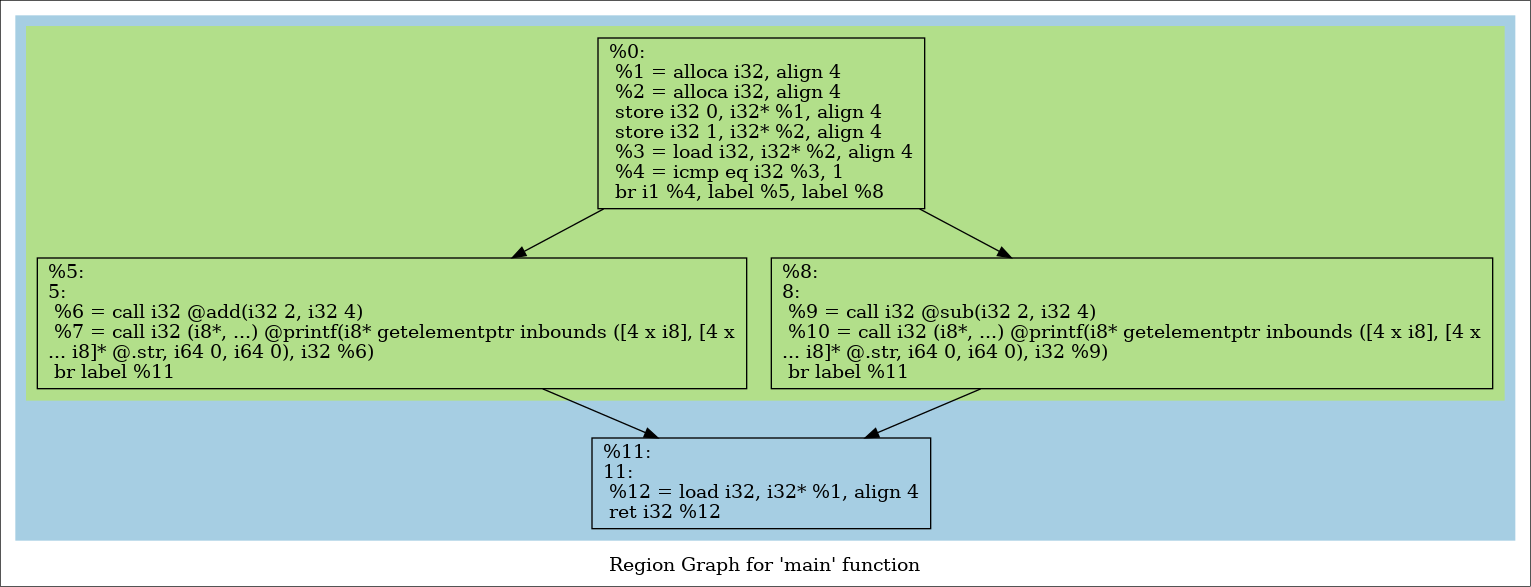 %0:
%1 = alloca i32, align 4
%2 = alloca i32, align 4
store i32 0, i32* %1, align 4
store i32 1, i32* %2, align 4
%3 = load i32, i32* %2, align 4
%4 = icmp eq i32 %3, 1
br i1 %4, label %5, label %8
%5:
5:
%6 = call i32 @add(i32 2, i32 4)
%7 = call i32 (i8*, ...) @printf(i8* getelementptr inbounds ([4 x i8], [4 x
... i8]* @.str, i64 0, i64 0), i32 %6)
br label %11
%8:
8:
%9 = call i32 @sub(i32 2, i32 4)
%10 = call i32 (i8*, ...) @printf(i8* getelementptr inbounds ([4 x i8], [4 x
... i8]* @.str, i64 0, i64 0), i32 %9)
br label %11
%11:
11:
%12 = load i32, i32* %1, align 4
ret i32 %12
Region Graph for 'main' function